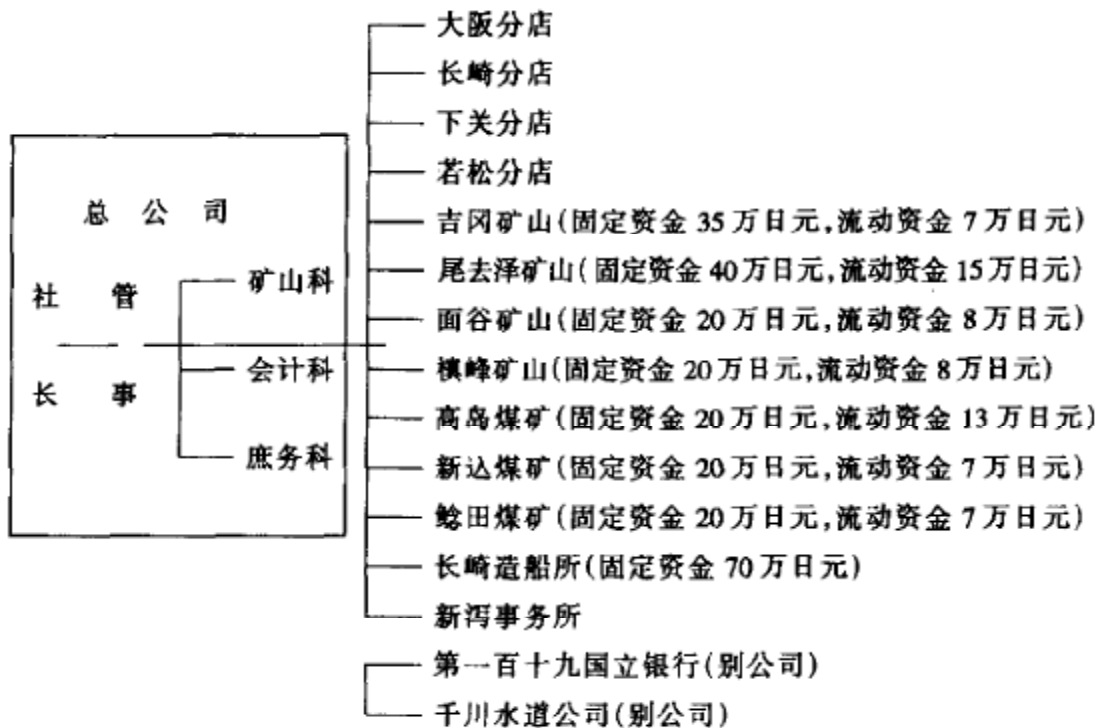 总公司
社长
管事
矿山科
会计科
庶务科
大阪分店
长崎分店
下关分店
若松分店
吉冈矿山(固定资金 35 万日元,流动资金 7 万日元)
尾去泽矿山(固定资金 40 万日元,流动资金 15 万日元)
面谷矿山(固定资金 20 万日元,流动资金 8 万日元)
槙峰矿山(固定资金 20 万日元,流动资金 8 万日元)
高岛煤矿(固定资金 20 万日元,流动资金 13 万日元)
新込煤矿(固定资金 20 万日元,流动资金 7 万日元)
鲶田煤矿(固定资金 20 万日元,流动资金 7 万日元)
长崎造船所(固定资金 70 万日元)
新泻事务所
第一百十九国立银行(别公司)
千川水道公司(别公司)